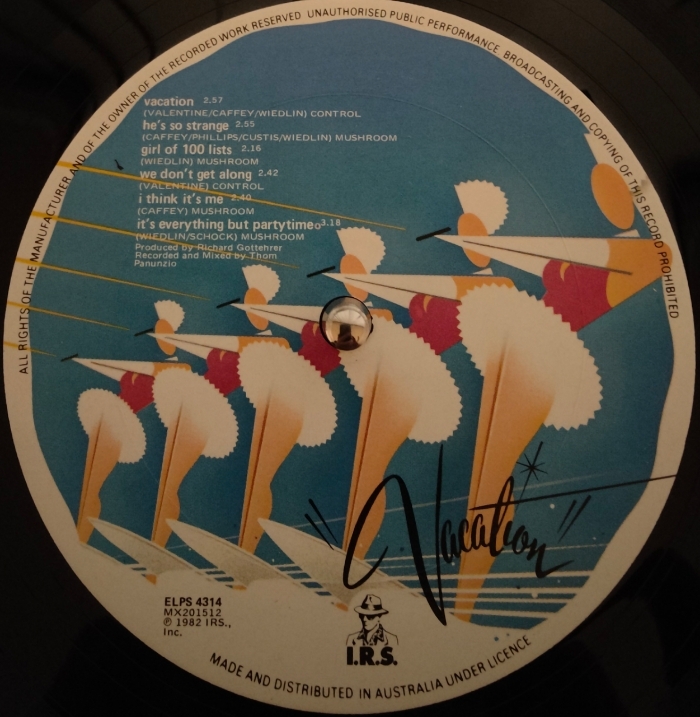 ALL RIGHTS OF THE MANUFACTURER AND OF THE OWNER OF THE RECORDED WORK RESERVED UNAUTHORISED PUBLIC PERFORMANCE BROADCASTING AND COPYING OF THIS RECORD PROHIBITED
vacation 2.57
(VALENTINE/CAFFEY/WIEDLIN) CONTROL
he's so strange 2.55
(CAFFEY/PHILLIPS/CUSTIS/WIEDLIN) MUSHROOM
girl of 100 lists 2.16
(WIEDLIN) MUSHROOM
we don't get along 2.42
(VALENTINE) CONTROL
i think it's me 2.40
(CAFFEY) MUSHROOM
it's everything but partytime 3.18
(WIEDLIN/SCHOCK) MUSHROOM
Produced by Richard Gottehrer
Recorded and Mixed by Thom
Panunzio
Vacation
ELPS 4314
MX201512
℗ 1982 IRS.,
Inc.
I.R.S.
MADE AND DISTRIBUTED IN AUSTRALIA UNDER LICENCE